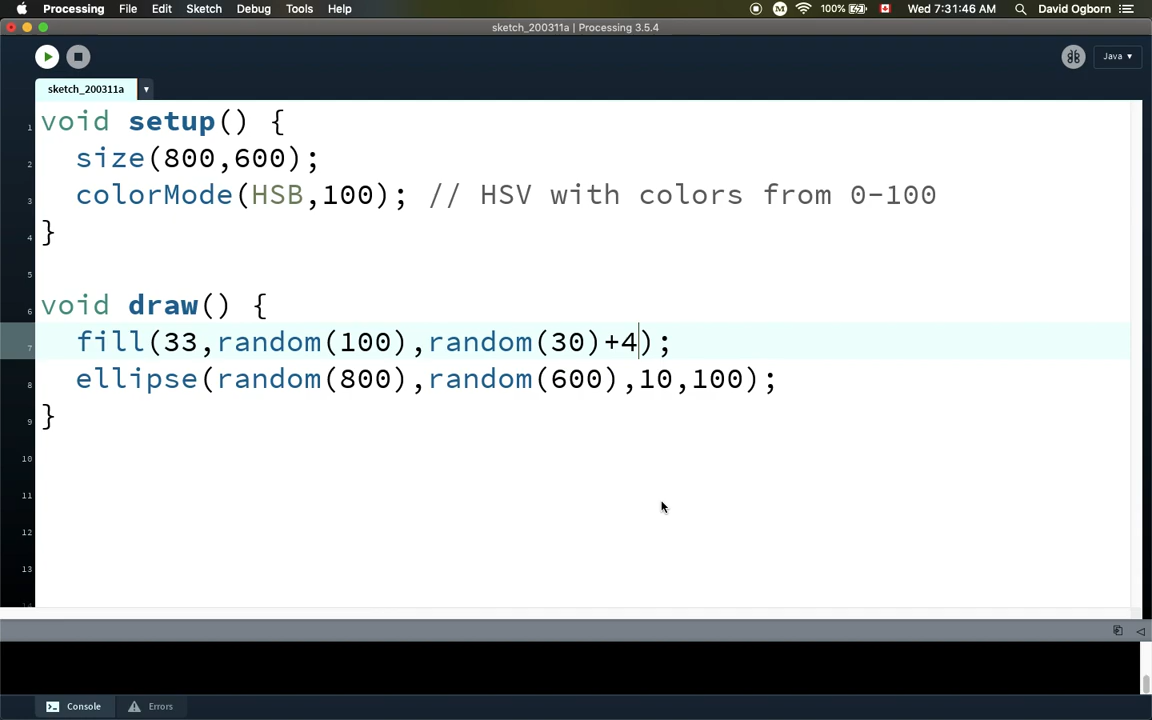 Processing File Edit Sketch Debug Tools Help M 100% Wed 7:31:46 AM David Ogborn
sketch_200311a | Processing 3.5.4
Java ▾
sketch_200311a ▾
1 void setup() {
2 size(800,600);
3 colorMode(HSB,100); // HSV with colors from 0-100
4 }
5
6 void draw() {
7 fill(33,random(100),random(30)+4);
8 ellipse(random(800),random(600),10,100);
9 }
10
11
12
13
Console Errors